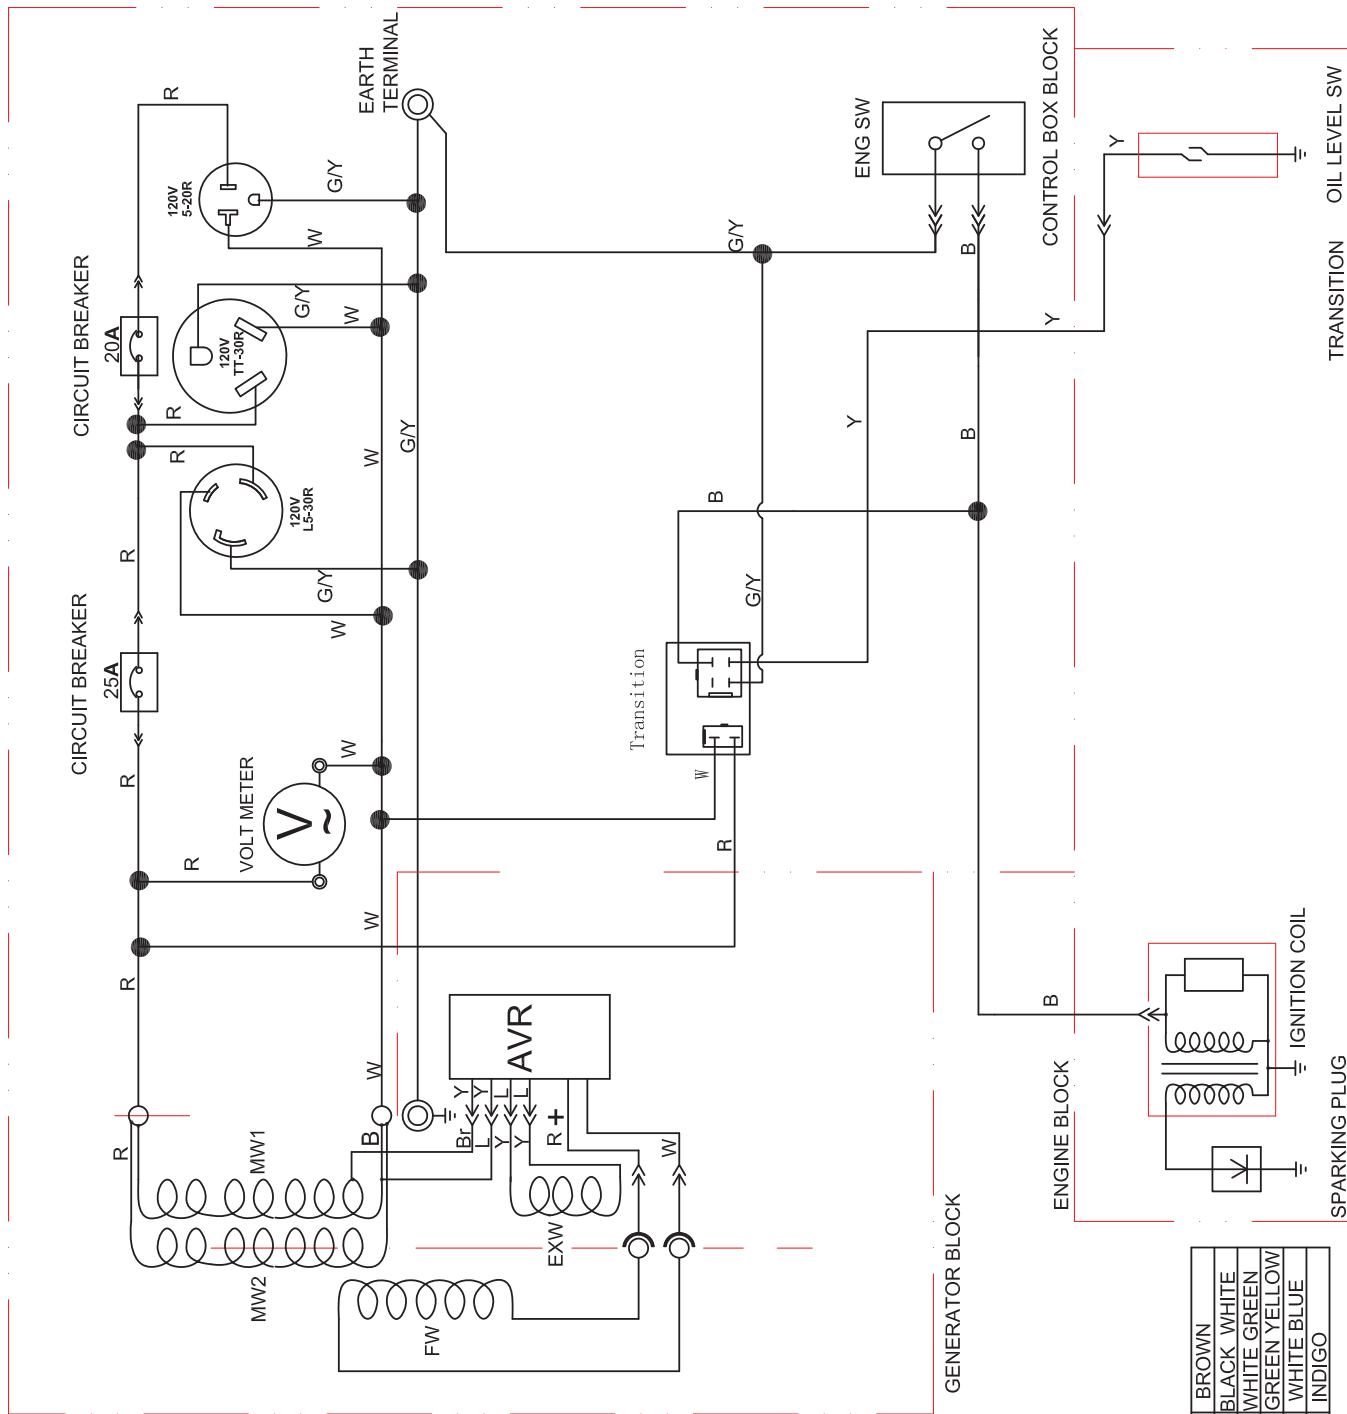 EARTH
TERMINAL
R
120V
5-20R
G/Y
W
CIRCUIT BREAKER
20A
G/Y
W
120V
TT-30R
R
R
W
G/Y
120V
L5-30R
R
G/Y
W
CIRCUIT BREAKER
25A
R
VOLT METER
V
~
W
R
W
R
W
ENG SW
CONTROL BOX BLOCK
G/Y
B
Y
OIL LEVEL SW
TRANSITION
Y
Y
B
B
G/Y
Transition
W
R
AVR
Y
Y
L
L
Br
L
Y
Y
R
+
W
R
B
MW1
MW2
EXW
FW
GENERATOR BLOCK
B
ENGINE BLOCK
IGNITION COIL
SPARKING PLUG
BROWN
BLACK WHITE
WHITE GREEN
GREEN YELLOW
WHITE BLUE
INDIGO